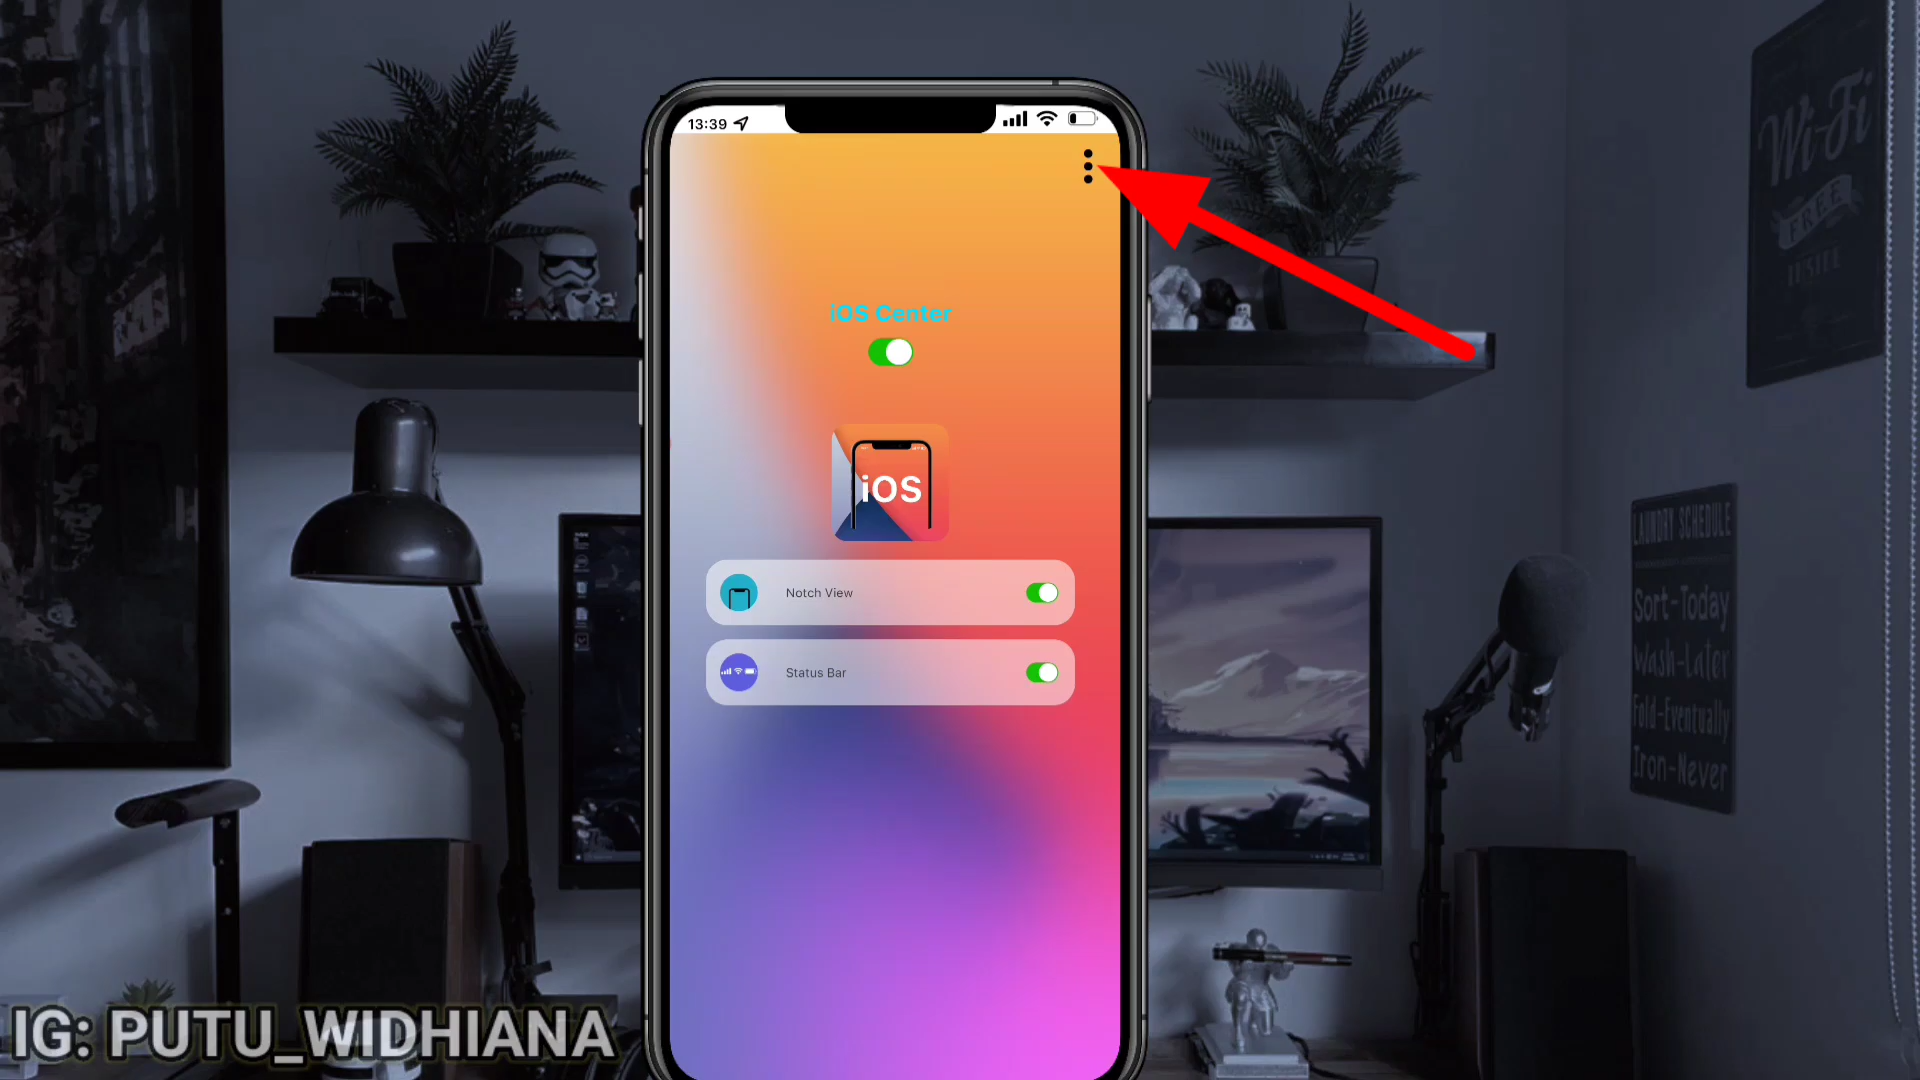 13:39
iOS Center
iOS
Notch View
Status Bar
Wi-Fi
FREE
LAUNDRY SCHEDULE
Sort-Today
Wash-Later
Fold-Eventually
Iron-Never
IG: PUTU_WIDHIANA